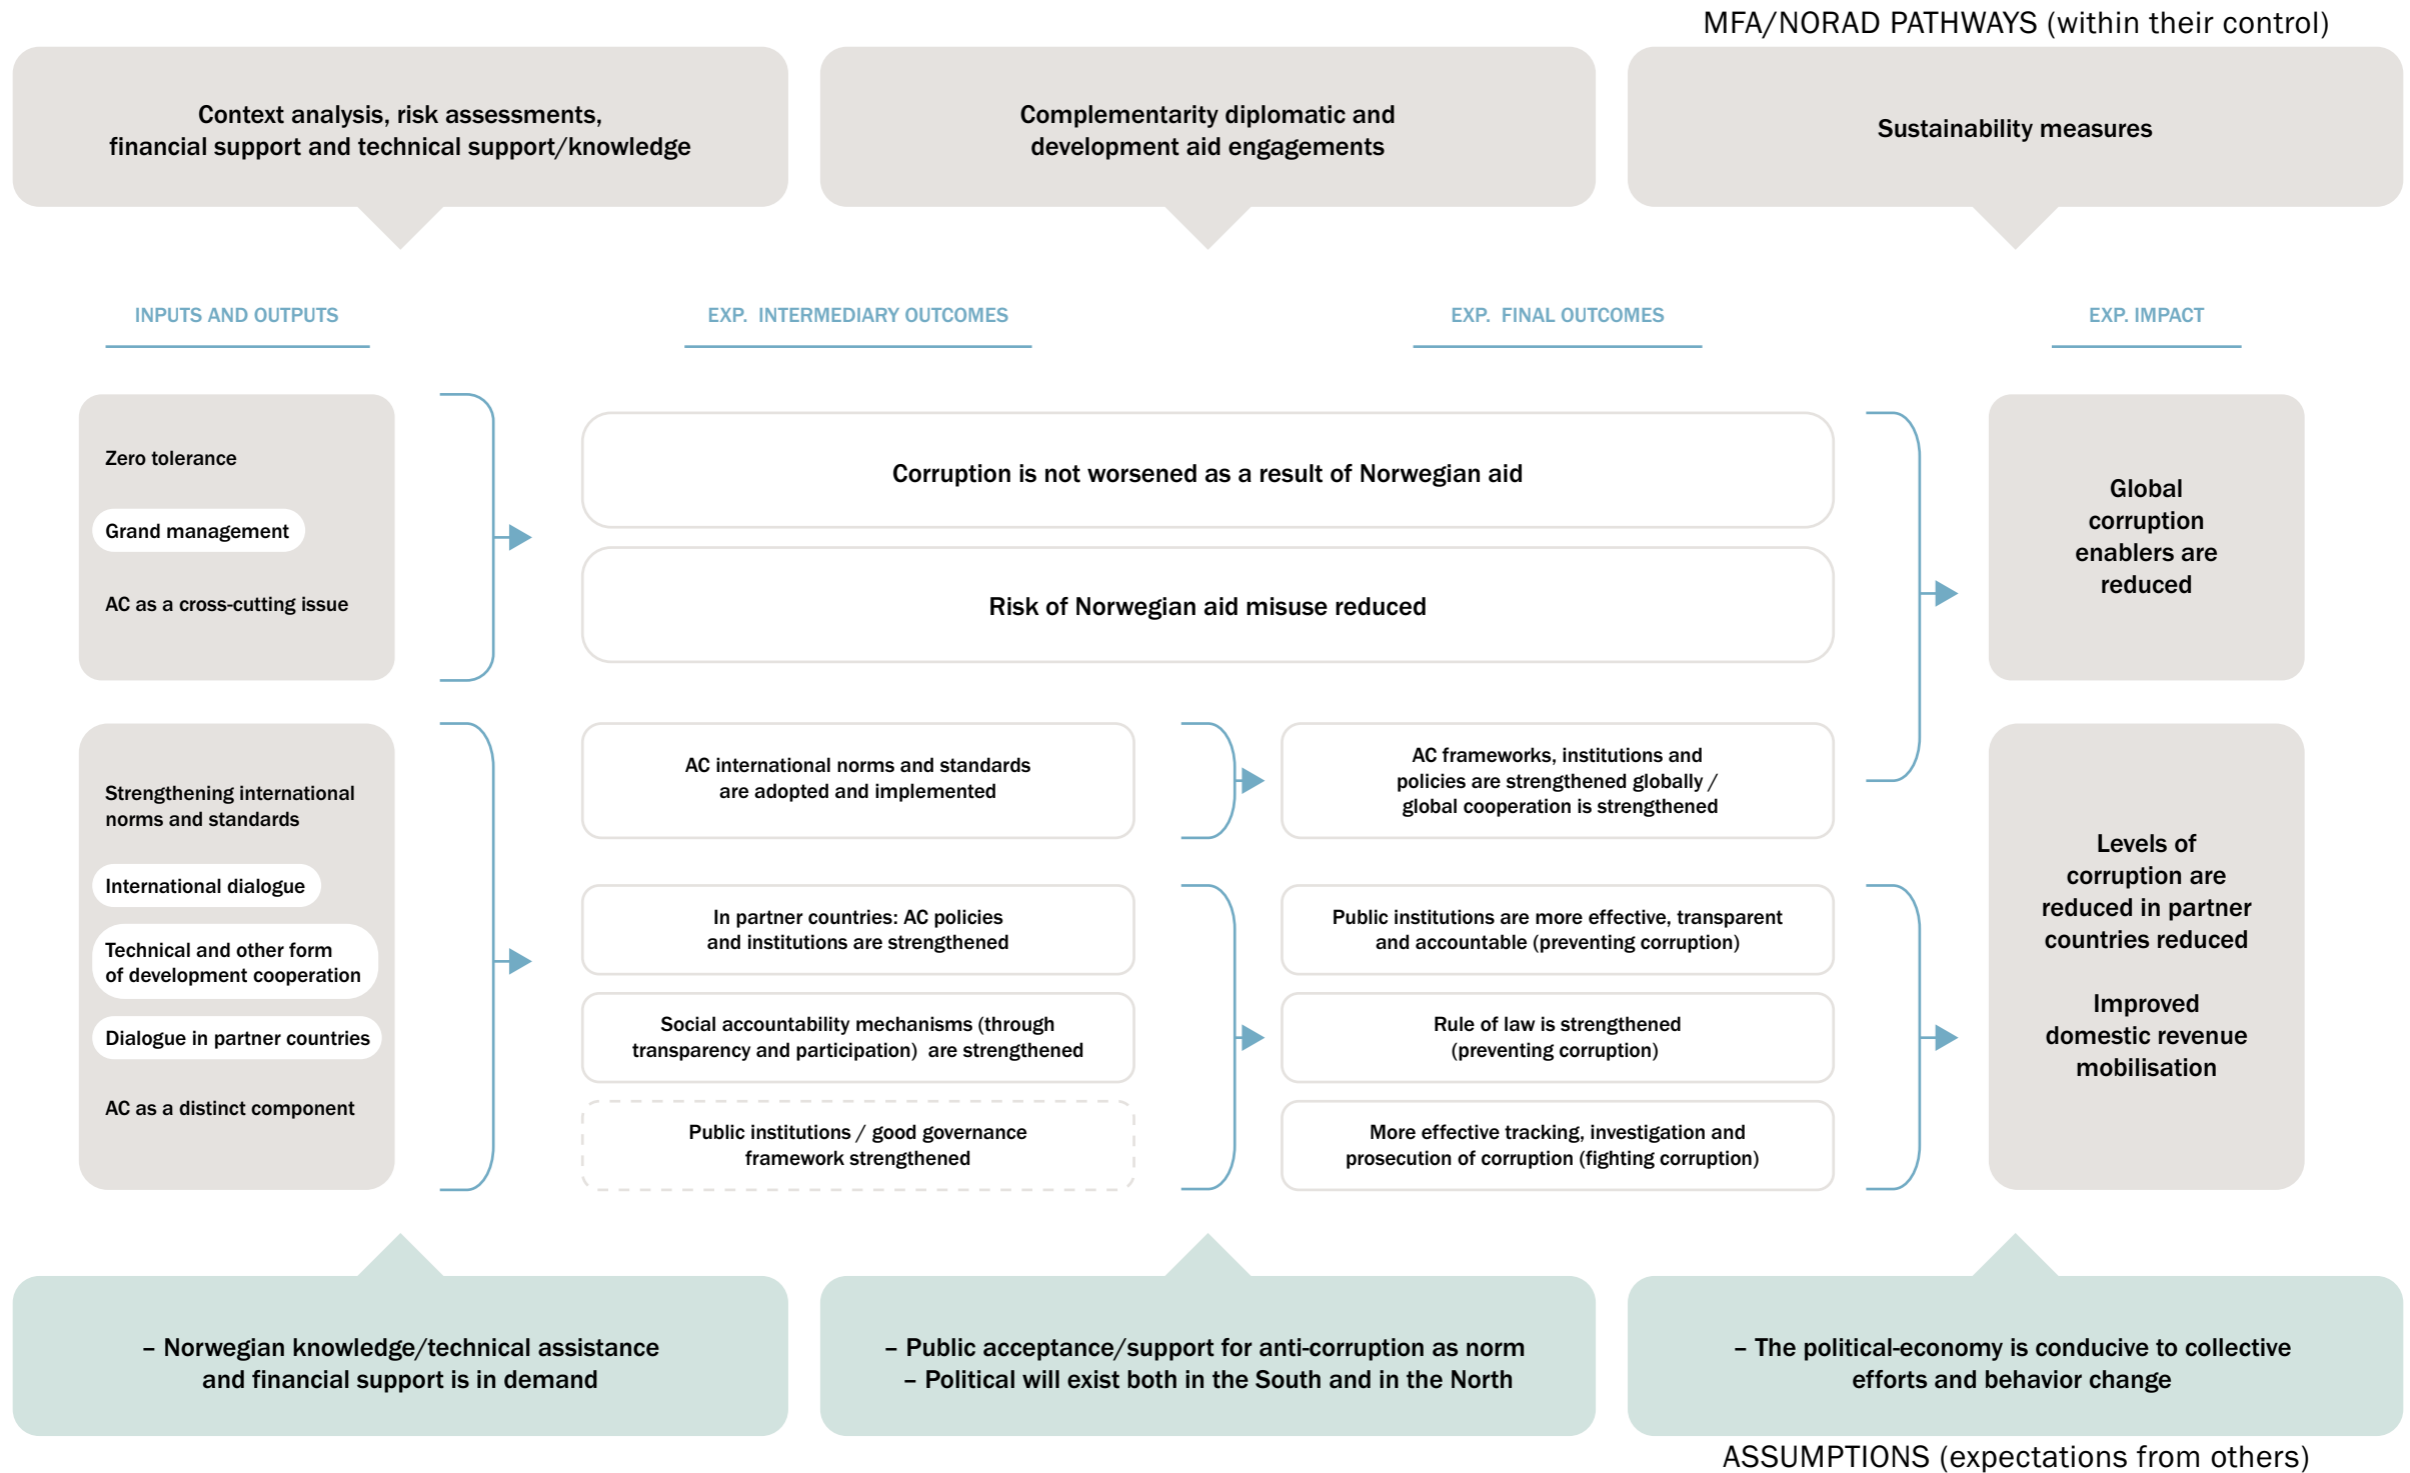 MFA/NORAD PATHWAYS (within their control)
Context analysis, risk assessments,
financial support and technical support/knowledge
Complementarity diplomatic and
development aid engagements
Sustainability measures
INPUTS AND OUTPUTS
EXP. INTERMEDIARY OUTCOMES
EXP. FINAL OUTCOMES
EXP. IMPACT
Zero tolerance
Grand management
AC as a cross-cutting issue
Corruption is not worsened as a result of Norwegian aid
Risk of Norwegian aid misuse reduced
Global
corruption
enablers are
reduced
Strengthening international
norms and standards
International dialogue
Technical and other form
of development cooperation
Dialogue in partner countries
AC as a distinct component
AC international norms and standards
are adopted and implemented
In partner countries: AC policies
and institutions are strengthened
Social accountability mechanisms (through
transparency and participation) are strengthened
Public institutions / good governance
framework strengthened
AC frameworks, institutions and
policies are strengthened globally /
global cooperation is strengthened
Public institutions are more effective, transparent
and accountable (preventing corruption)
Rule of law is strengthened
(preventing corruption)
More effective tracking, investigation and
prosecution of corruption (fighting corruption)
Levels of
corruption are
reduced in partner
countries reduced
Improved
domestic revenue
mobilisation
– Norwegian knowledge/technical assistance
and financial support is in demand
– Public acceptance/support for anti-corruption as norm
– Political will exist both in the South and in the North
– The political-economy is conducive to collective
efforts and behavior change
ASSUMPTIONS (expectations from others)